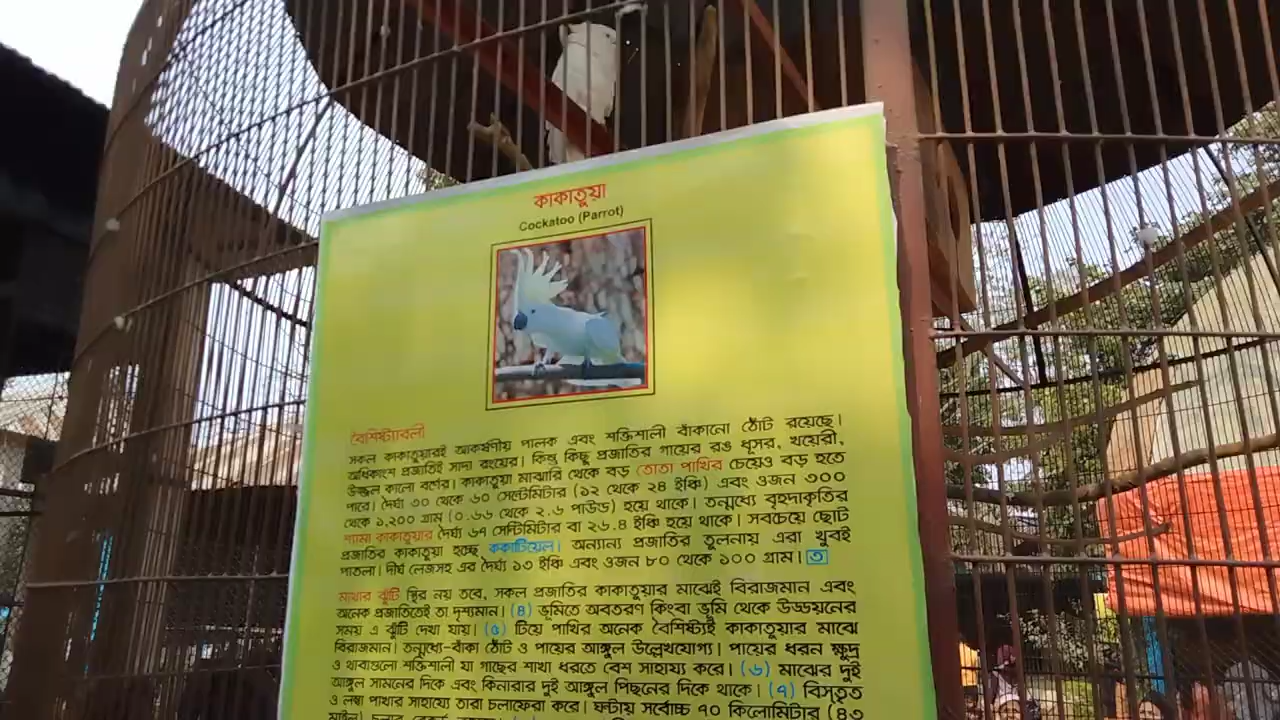 কাকাতুয়া
Cockatoo (Parrot)
বৈশিষ্ট্যাবলী
সকল কাকাতুয়ারই আকর্ষণীয় পালক এবং শক্তিশালী বাঁকানো ঠোঁট রয়েছে।
অধিকাংশ প্রজাতিই সাদা রংয়ের। কিন্তু কিছু প্রজাতির গায়ের রঙ ধূসর, খয়েরী,
উজ্জ্বল কালো বর্ণের। কাকাতুয়া মাঝারি থেকে বড় তোতা পাখির চেয়েও বড় হতে
পারে। দৈর্ঘ্য ৩০ থেকে ৬০ সেন্টিমিটার (১২ থেকে ২৪ ইঞ্চি) এবং ওজন ৩০০
থেকে ১,২০০ গ্রাম (০.৬৬ থেকে ২.৬ পাউন্ড) হয়ে থাকে। তন্মধ্যে বৃহদাকৃতির
শ্যামা কাকাতুয়ার দৈর্ঘ্য ৬৭ সেন্টিমিটার বা ২৬.৪ ইঞ্চি হয়ে থাকে। সবচেয়ে ছোট
প্রজাতির কাকাতুয়া হচ্ছে ককাটিয়েল। অন্যান্য প্রজাতির তুলনায় এরা খুবই
পাতলা। দীর্ঘ লেজসহ এর দৈর্ঘ্য ১৩ ইঞ্চি এবং ওজন ৮০ থেকে ১০০ গ্রাম। ৩
মাথার ঝুঁটি স্থির নয় তবে, সকল প্রজাতির কাকাতুয়ার মাঝেই বিরাজমান এবং
অনেক প্রজাতিতেই তা দৃশ্যমান। (৪) ভূমিতে অবতরণ কিংবা ভূমি থেকে উড্ডয়নের
সময় এ ঝুঁটি দেখা যায়। (৫) টিয়ে পাখির অনেক বৈশিষ্ট্যই কাকাতুয়ার মাঝে
বিরাজমান। তন্মধ্যে-বাঁকা ঠোঁট ও পায়ের আঙ্গুল উল্লেখযোগ্য। পায়ের ধরন ক্ষুদ্র
ও থাবাগুলো শক্তিশালী যা গাছের শাখা ধরতে বেশ সাহায্য করে। (৬) মাঝের দুই
আঙ্গুল সামনের দিকে এবং কিনারার দুই আঙ্গুল পিছনের দিকে থাকে। (৭) বিস্তৃত
ও লম্বা পাখার সাহায্যে তারা চলাফেরা করে। ঘন্টায় সর্বোচ্চ ৭০ কিলোমিটার (৪৩